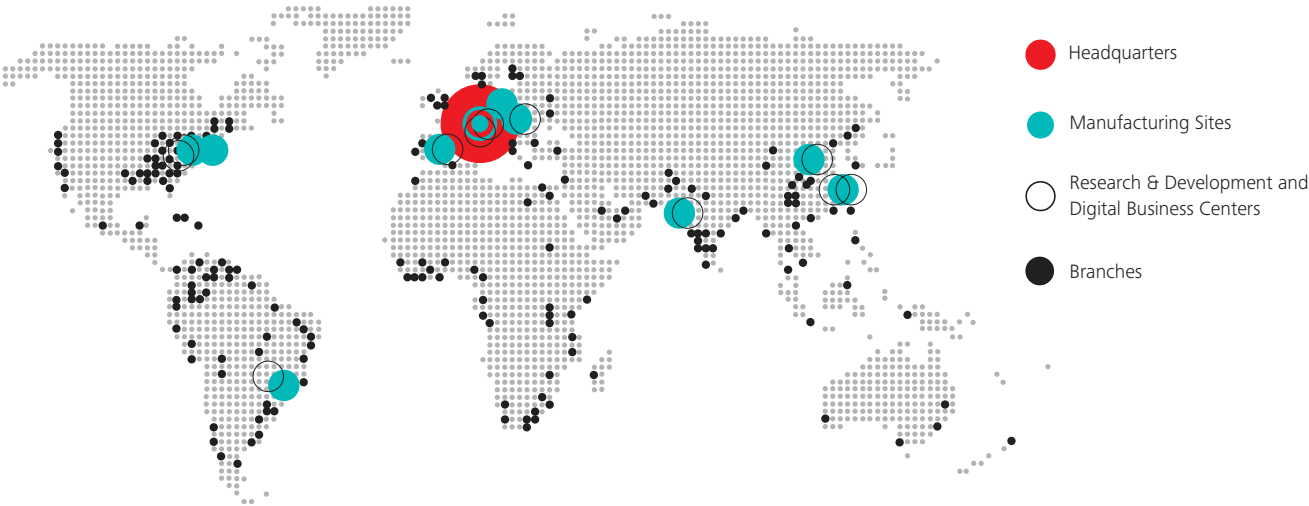 Headquarters
Manufacturing Sites
Research & Development and
Digital Business Centers
Branches